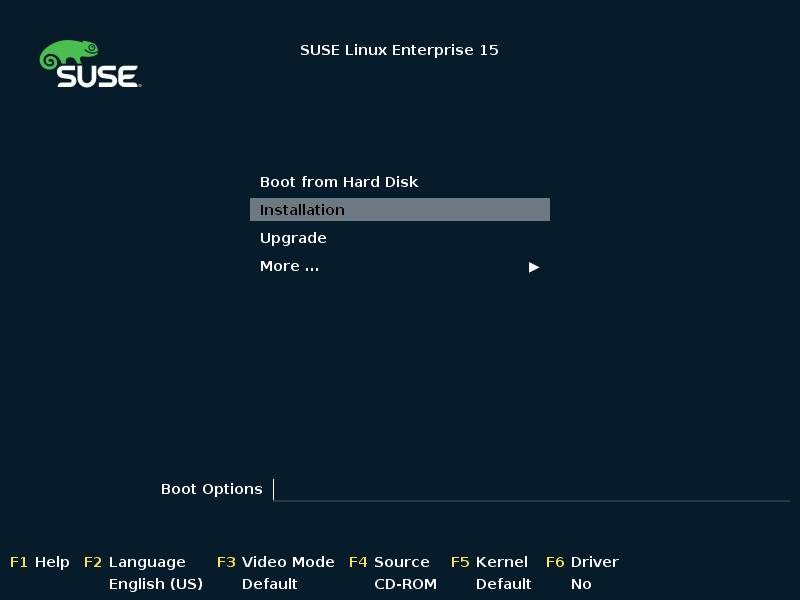 SUSE
SUSE Linux Enterprise 15
Boot from Hard Disk
Installation
Upgrade
More ...
Boot Options
F1 Help F2 Language F3 Video Mode F4 Source F5 Kernel F6 Driver
English (US) Default CD-ROM Default No